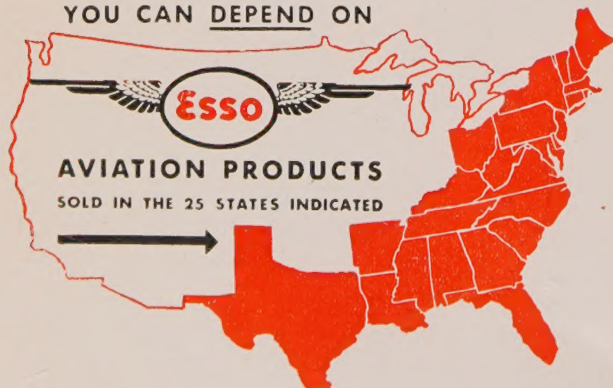 YOU CAN DEPEND ON
Esso
AVIATION PRODUCTS
SOLD IN THE 25 STATES INDICATED